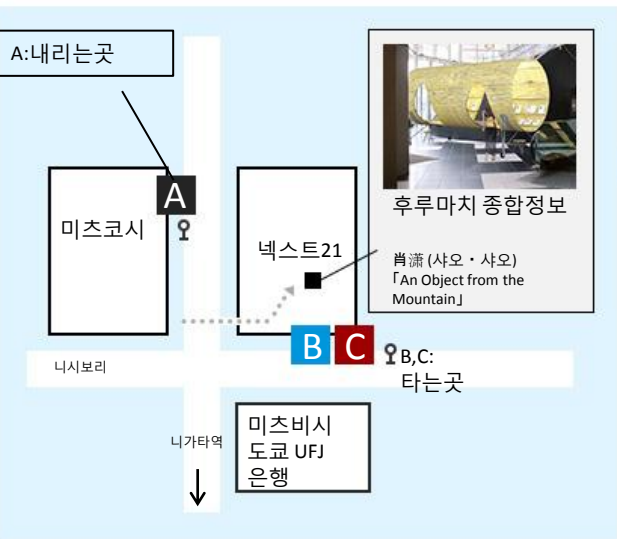 A:내리는곳
A
미츠코시
넥스트21
후루마치 종합정보
肖潇 (샤오・샤오)
「An Object from the
Mountain」
B
C
B,C:
타는곳
니시보리
니가타역
미츠비시
도쿄 UFJ
은행